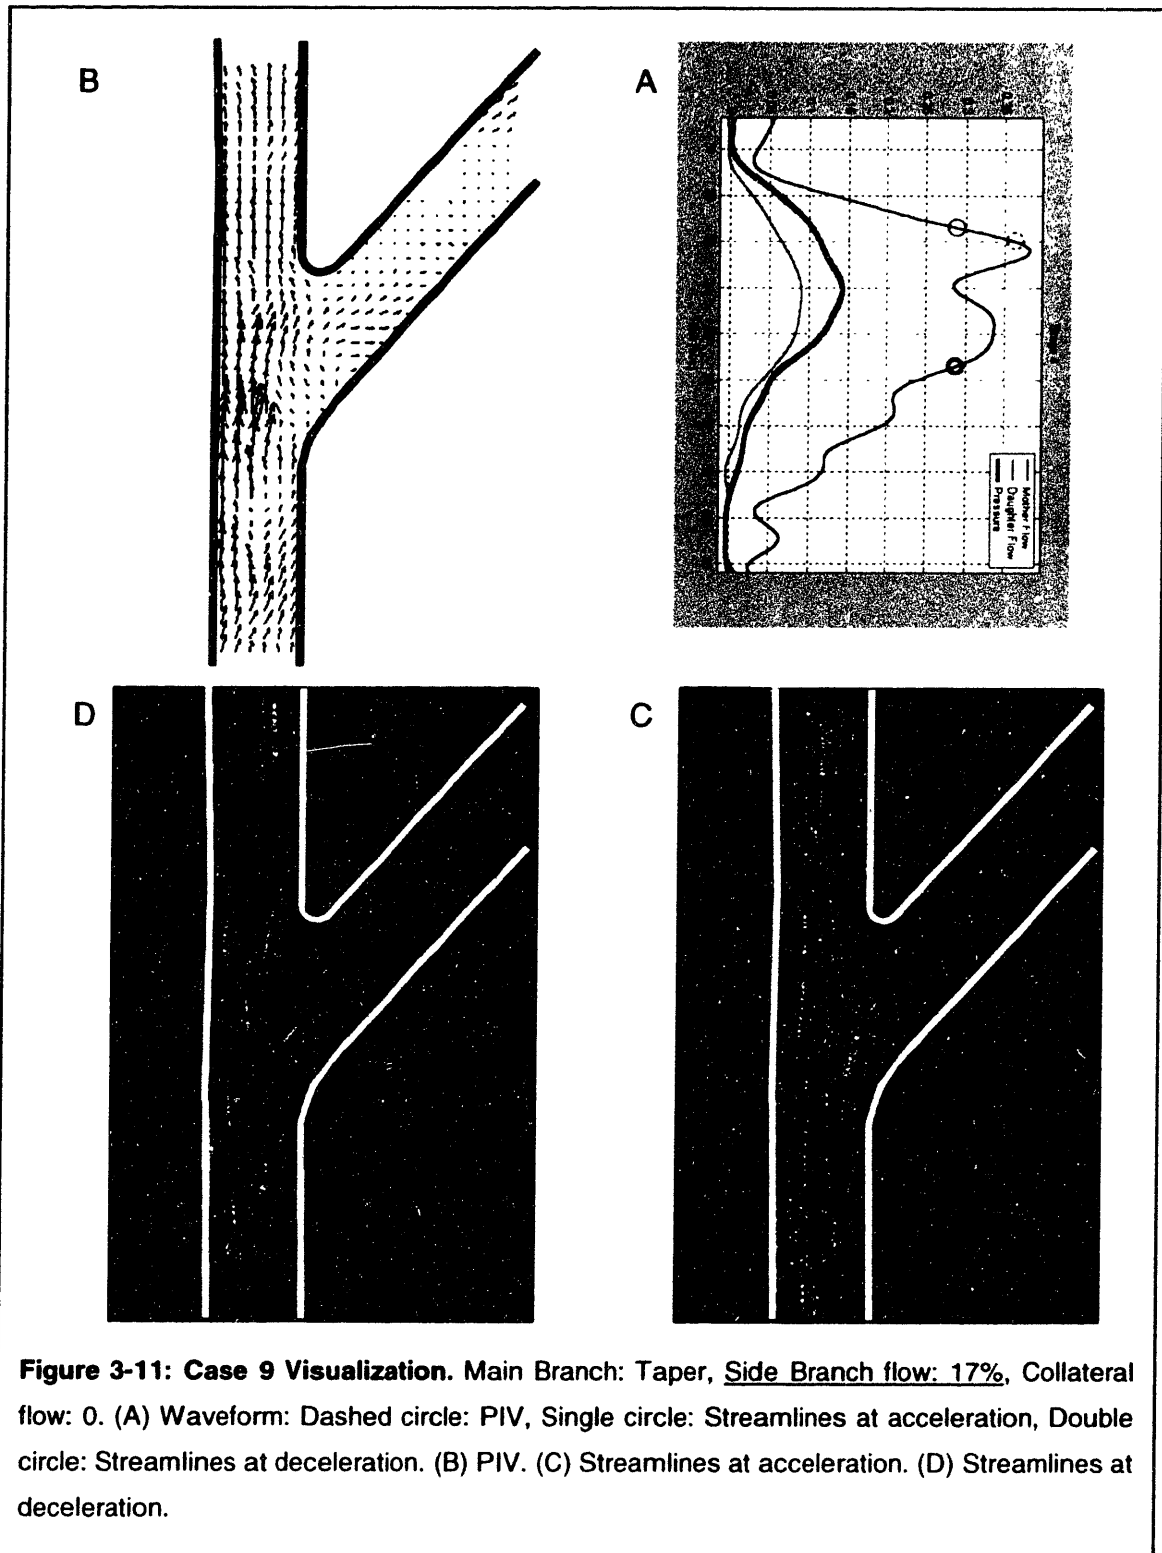 B
A
Mother Flow
Daughter Flow
Pressure
D
C
Figure 3-11: Case 9 Visualization. Main Branch: Taper, Side Branch flow: 17%, Collateral
flow: 0. (A) Waveform: Dashed circle: PIV, Single circle: Streamlines at acceleration, Double
circle: Streamlines at deceleration. (B) PIV. (C) Streamlines at acceleration. (D) Streamlines at
deceleration.